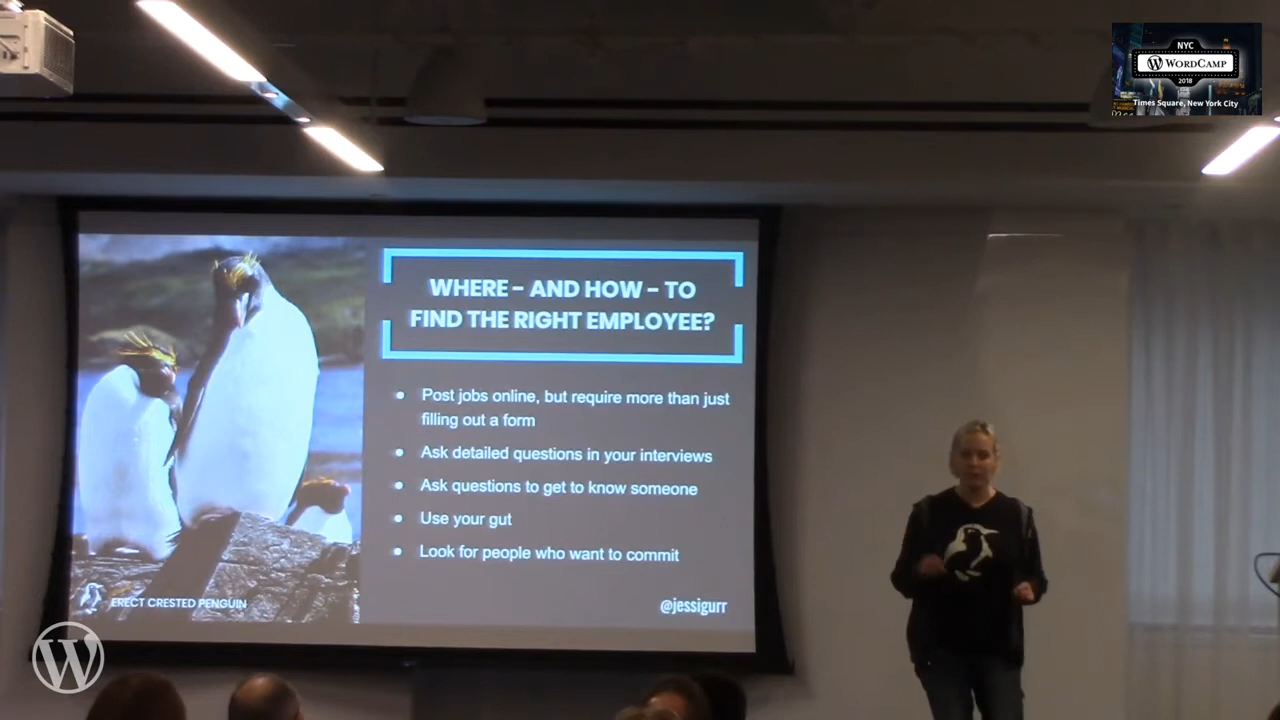 NYC
WORDCAMP
2018
Times Square, New York City
WHERE – AND HOW – TO
FIND THE RIGHT EMPLOYEE?
• Post jobs online, but require more than just
filling out a form
• Ask detailed questions in your interviews
• Ask questions to get to know someone
• Use your gut
• Look for people who want to commit
ERECT CRESTED PENGUIN
@jessigurr